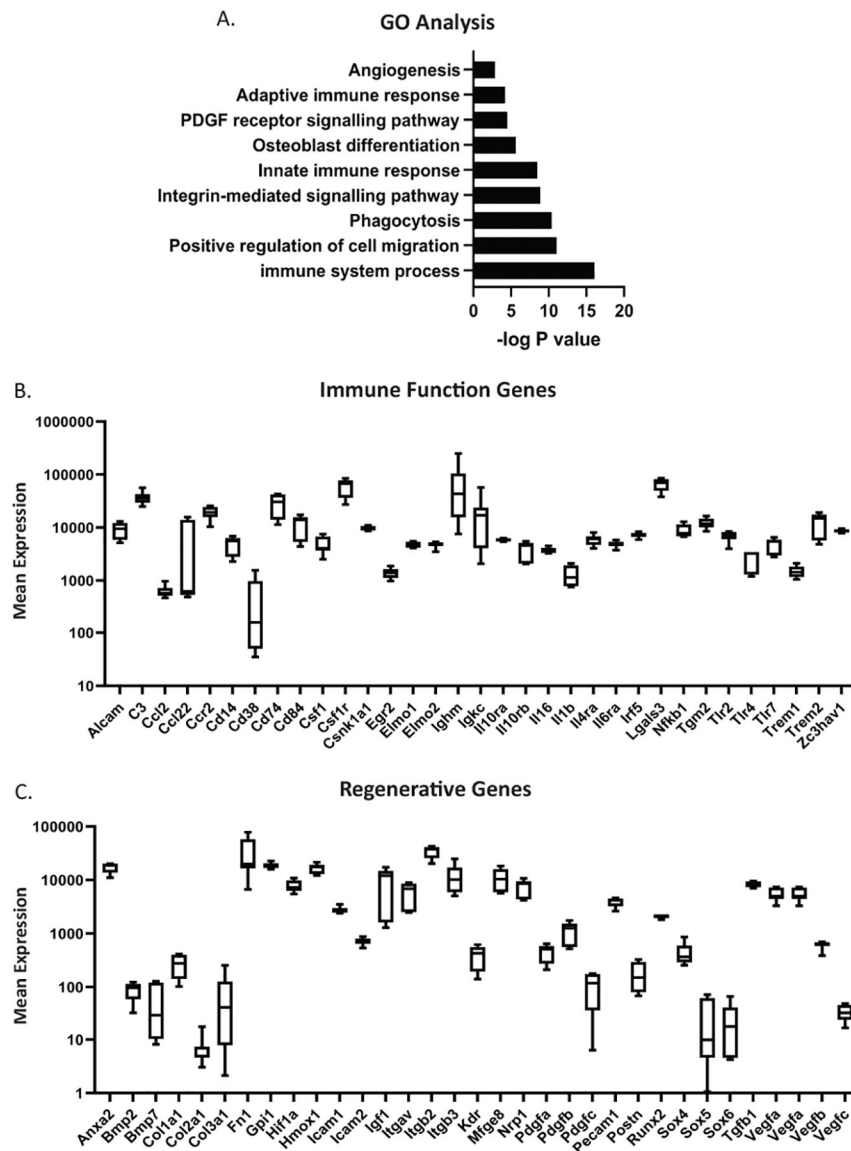 A.
GO Analysis
Angiogenesis
Adaptive immune response
PDGF receptor signalling pathway
Osteoblast differentiation
Innate immune response
Integrin-mediated signalling pathway
Phagocytosis
Positive regulation of cell migration
immune system process
0 5 10 15 20
-log P value
B.
Immune Function Genes
Mean Expression
1000000
100000
10000
1000
100
10
Alcam C3 Ccl2 Ccl22 Ccr2 Cd14 Cd38 Cd74 Cd84 Csf1 Csf1r Csnk1a1 Egr2 Elmo1 Elmo2 Ighm Igkc Il10ra Il10rb Il16 Il1b Il4ra Il6ra Irf5 Lgals3 Nfkb1 Tgm2 Tlr2 Tlr4 Tlr7 Trem1 Trem2 Zc3hav1
C.
Regenerative Genes
Mean Expression
100000
10000
1000
100
10
1
Anxa2 Bmp2 Bmp7 Col1a1 Col2a1 Col3a1 Fn1 Gpi1 Hif1a Hmox1 Icam1 Icam2 Igf1 Itgav Itgb2 Itgb3 Kdr Mfge8 Nrp1 Pdgfa Pdgfb Pdgfc Pecam1 Postn Runx2 Sox4 Sox5 Sox6 Tgfb1 Vegfa Vegfa Vegfb Vegfc